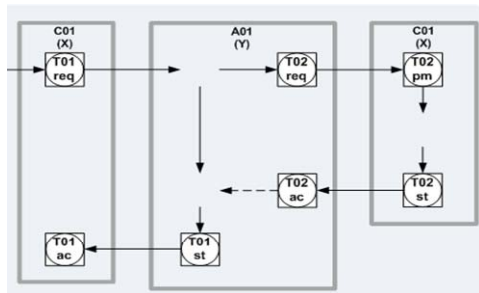 C01
(X)
A01
(Y)
C01
(X)
T01
req
T02
req
T02
pm
T02
ac
T02
st
T01
ac
T01
st